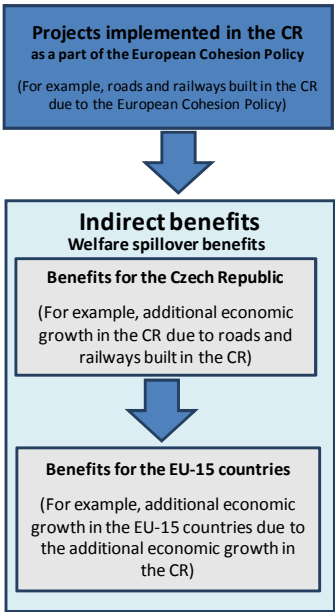 Projects implemented in the CR
as a part of the European Cohesion Policy
(For example, roads and railways built in the CR
due to the European Cohesion Policy)
Indirect benefits
Welfare spillover benefits
Benefits for the Czech Republic
(For example, additional economic
growth in the CR due to roads and
railways built in the CR)
Benefits for the EU-15 countries
(For example, additional economic
growth in the EU-15 countries due to
the additional economic growth in
the CR)